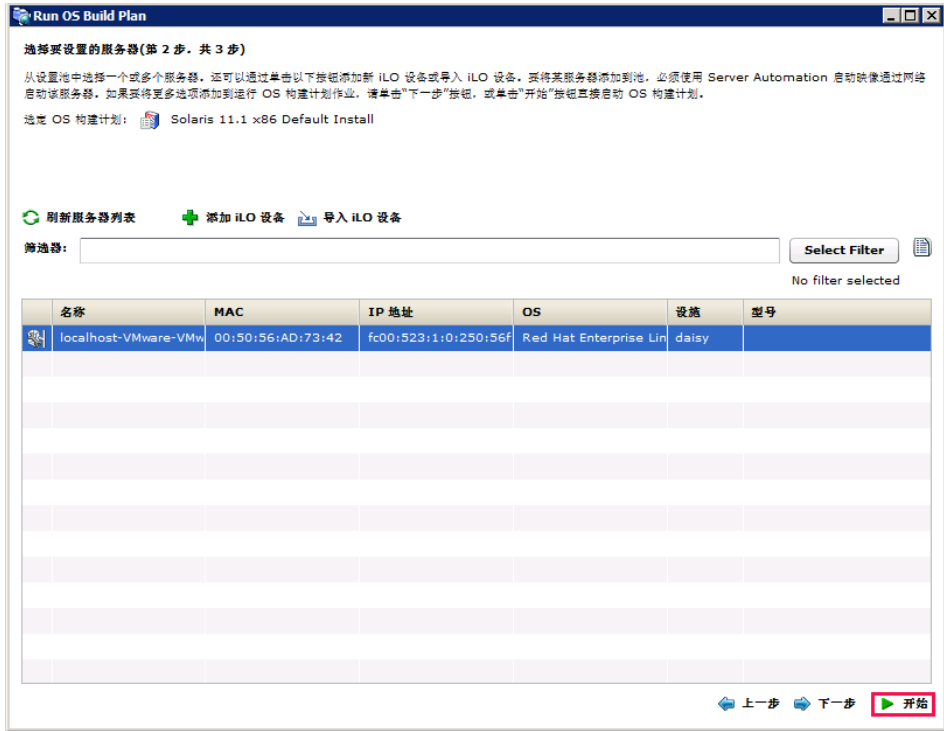 Run OS Build Plan
选择要设置的服务器(第 2 步，共 3 步)
从设置池中选择一个或多个服务器。还可以通过单击以下按钮添加新 iLO 设备或导入 iLO 设备。要将某服务器添加到池，必须使用 Server Automation 启动映像通过网络
启动该服务器。如果要将更多选项添加到运行 OS 构建计划作业，请单击“下一步”按钮，或单击“开始”按钮直接启动 OS 构建计划。
选定 OS 构建计划： Solaris 11.1 x86 Default Install
刷新服务器列表 添加 iLO 设备 导入 iLO 设备
筛选器： Select Filter
No filter selected
名称 MAC IP 地址 OS 设施 型号
localhost-VMware-VMw 00:50:56:AD:73:42 fc00:523:1:0:250:56f Red Hat Enterprise Lin daisy
上一步 下一步 开始